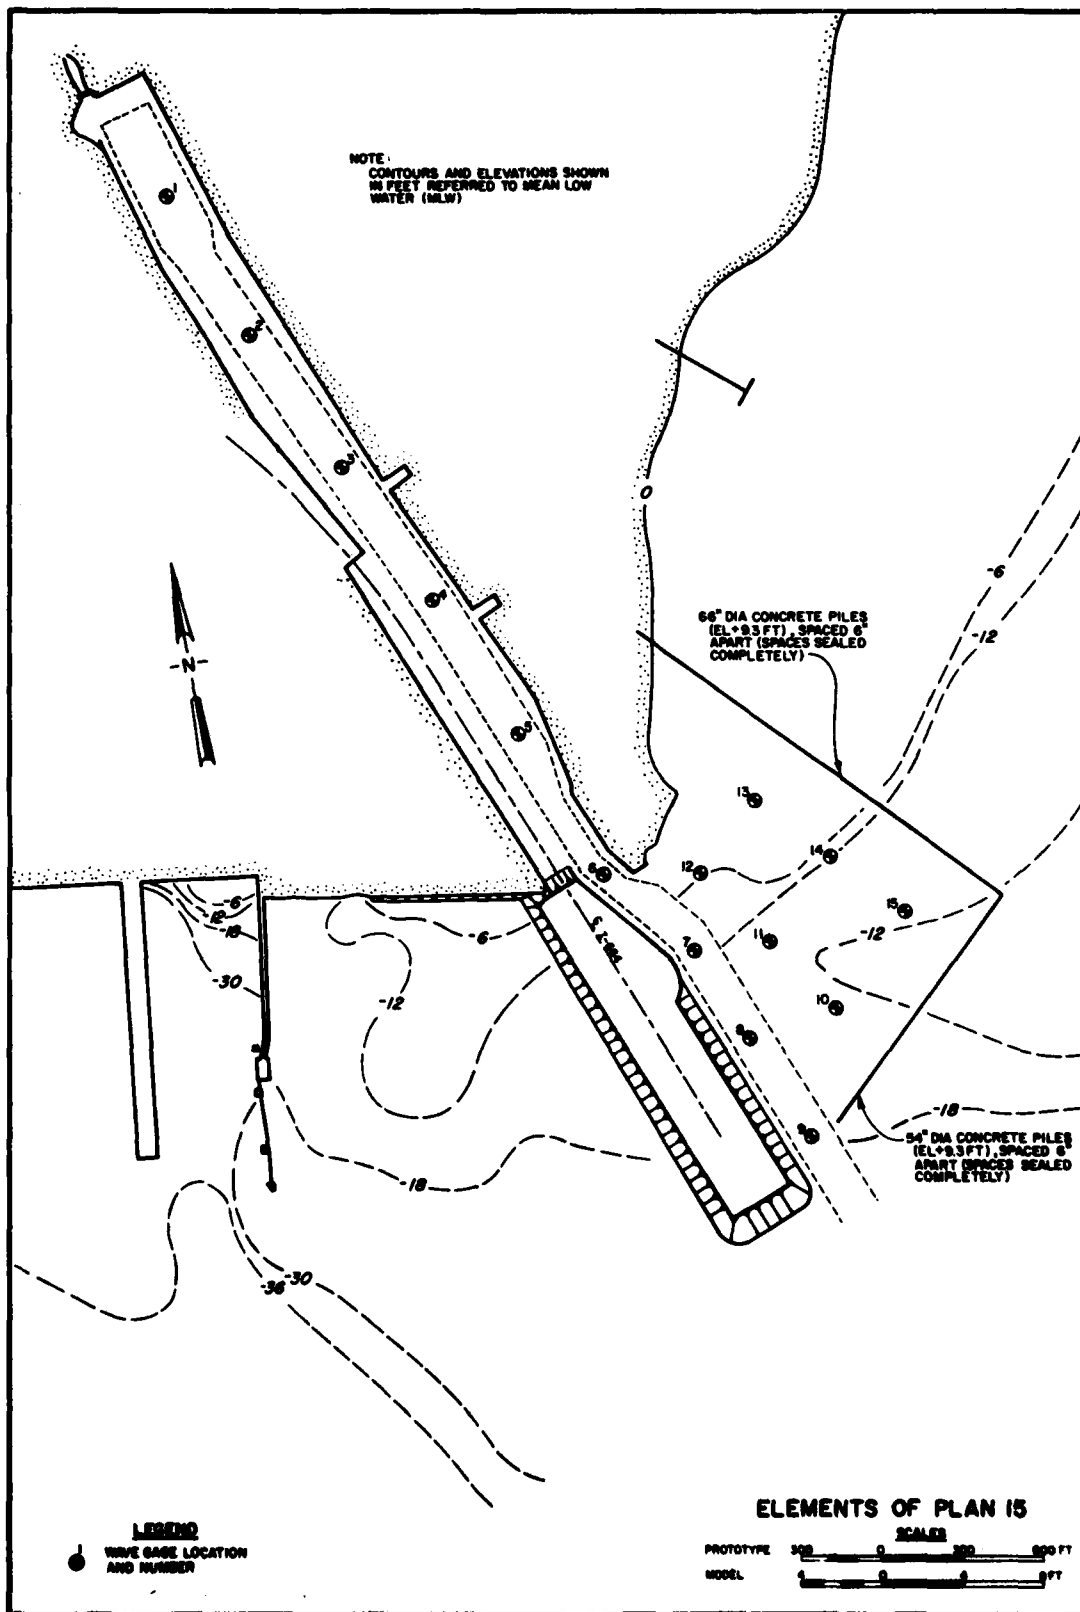 NOTE:
CONTOURS AND ELEVATIONS SHOWN
IN FEET REFERRED TO MEAN LOW
WATER (MLW)
1
2
3
0
-6
4
66" DIA CONCRETE PILES
(EL +9.3 FT), SPACED 6"
APART (SPACES SEALED
COMPLETELY)
-12
-N-
5
13
14
6
12
15
-6
-12
-18
-6
-12
11
7
-30
-12
10
8
-18
9
54" DIA CONCRETE PILES
(EL +9.3 FT), SPACED 6"
APART (SPACES SEALED
COMPLETELY)
-18
-30
-36
ELEMENTS OF PLAN 15
SCALES
PROTOTYPE 300 0 300 600 FT
MODEL 4 0 4 8 FT
LEGEND
1
WAVE GAGE LOCATION
AND NUMBER